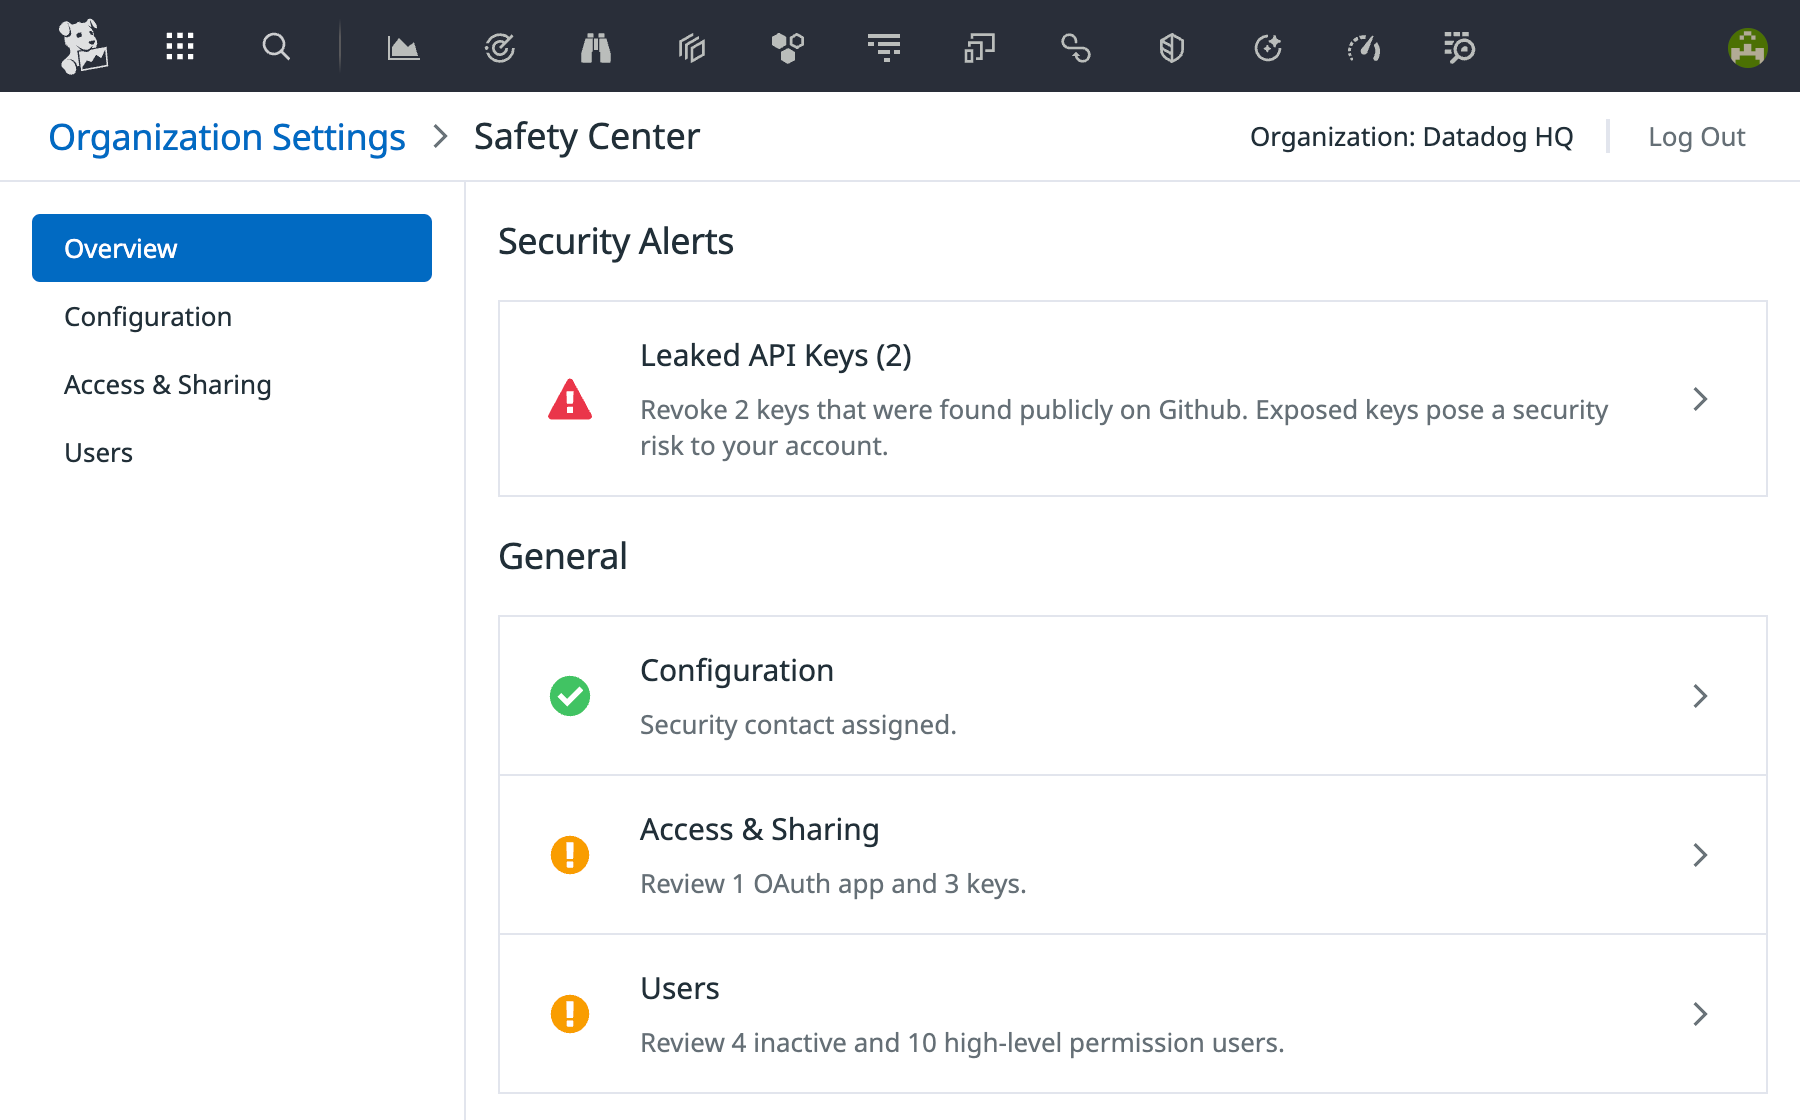 Organization Settings > Safety Center
Organization: Datadog HQ
Log Out
Overview
Configuration
Access & Sharing
Users
Security Alerts
Leaked API Keys (2)
Revoke 2 keys that were found publicly on Github. Exposed keys pose a security
risk to your account.
General
Configuration
Security contact assigned.
Access & Sharing
Review 1 OAuth app and 3 keys.
Users
Review 4 inactive and 10 high-level permission users.